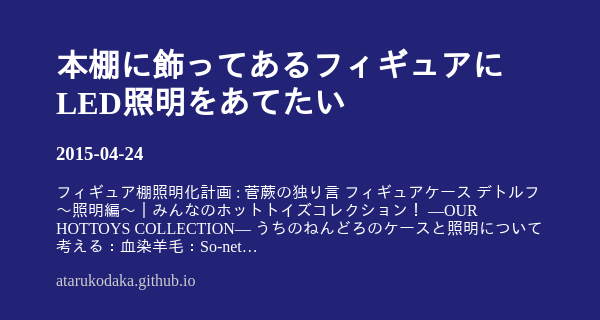 本棚に飾ってあるフィギュアに
LED照明をあてたい
2015-04-24
フィギュア棚照明化計画 : 菅蕨の独り言 フィギュアケース デトルフ
〜照明編〜｜みんなのホットトイズコレクション！ —OUR
HOTTOYS COLLECTION— うちのねんどろのケースと照明について
考える：血染羊毛：So-net…
atarukodaka.github.io